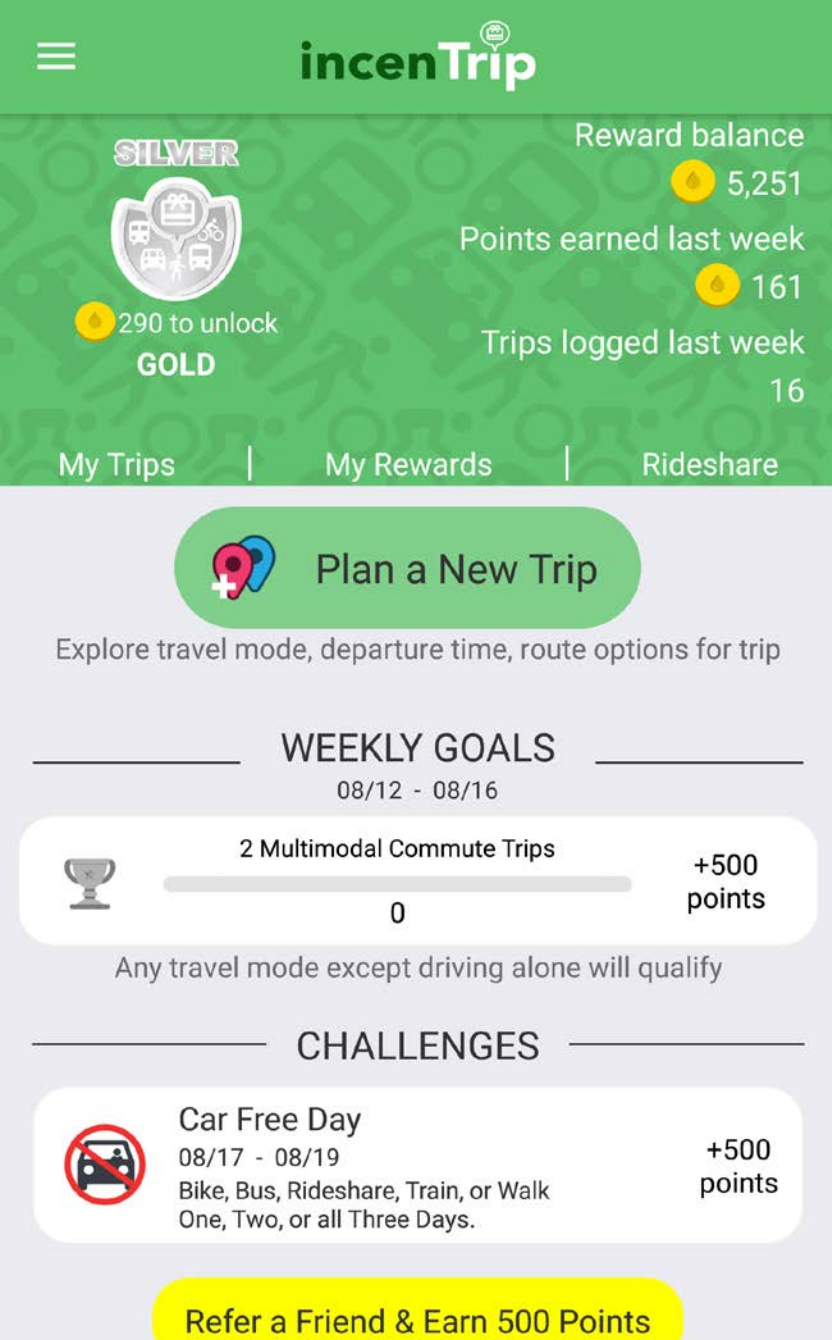 incenTrip
SILVER
290 to unlock
GOLD
Reward balance
5,251
Points earned last week
161
Trips logged last week
16
My Trips | My Rewards | Rideshare
Plan a New Trip
Explore travel mode, departure time, route options for trip
WEEKLY GOALS
08/12 - 08/16
2 Multimodal Commute Trips
0
+500
points
Any travel mode except driving alone will qualify
CHALLENGES
Car Free Day
08/17 - 08/19
Bike, Bus, Rideshare, Train, or Walk
One, Two, or all Three Days.
+500
points
Refer a Friend & Earn 500 Points